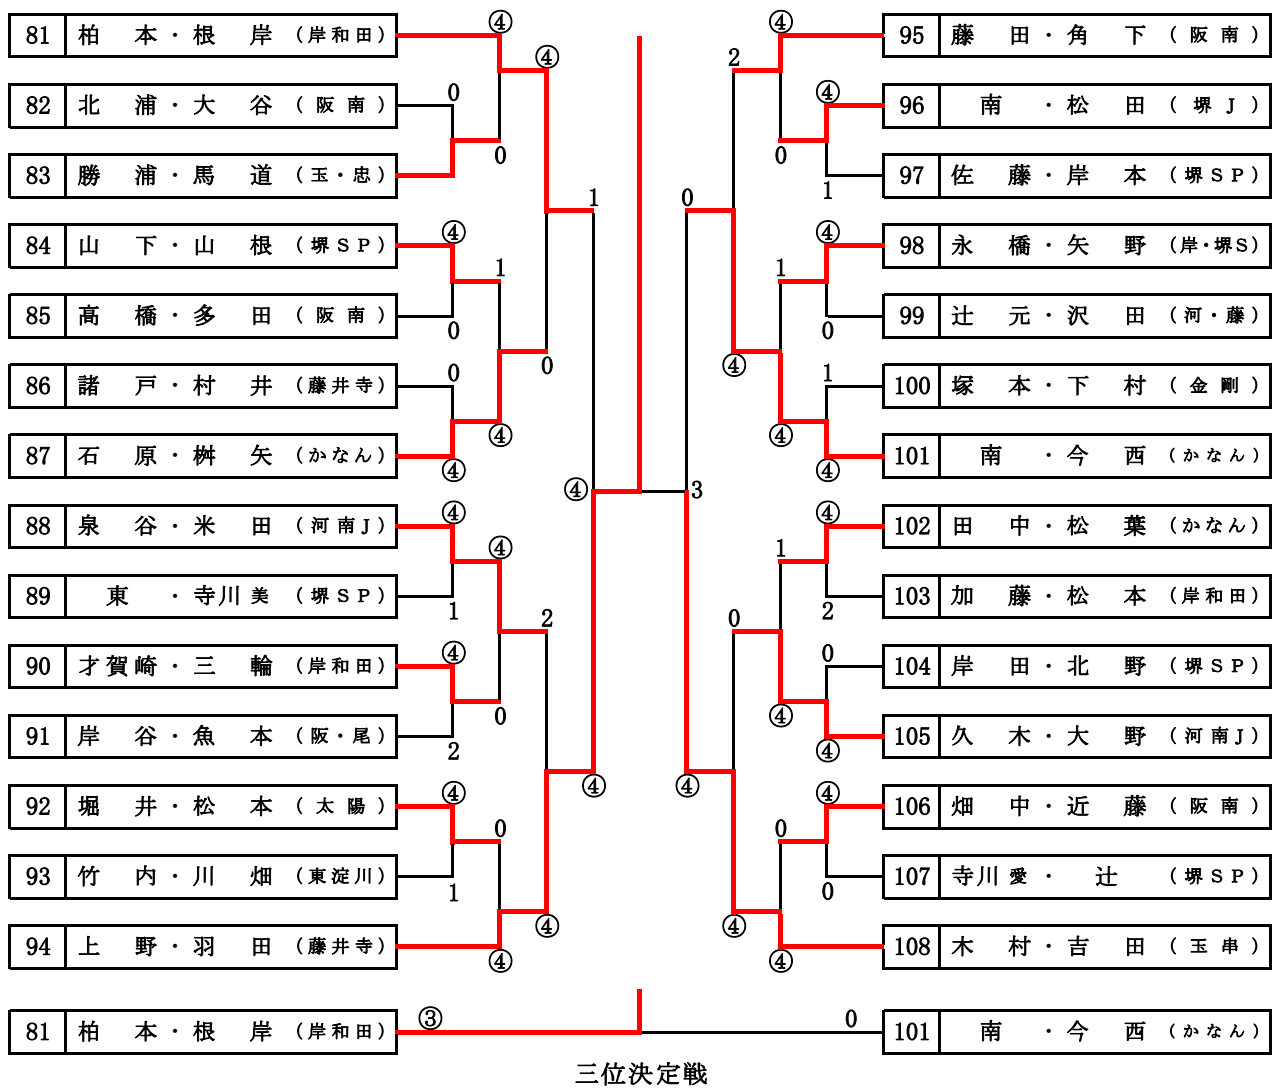 81 柏 本・根 岸 (岸和田)
82 北 浦・大 谷 (阪 南)
83 勝 浦・馬 道 (玉・忠)
84 山 下・山 根 (堺ＳＰ)
85 高 橋・多 田 (阪 南)
86 諸 戸・村 井 (藤井寺)
87 石 原・桝 矢 (かなん)
88 泉 谷・米 田 (河南Ｊ)
89 東 ・寺川美 (堺ＳＰ)
90 才賀崎・三 輪 (岸和田)
91 岸 谷・魚 本 (阪・尾)
92 堀 井・松 本 (太 陽)
93 竹 内・川 畑 (東淀川)
94 上 野・羽 田 (藤井寺)
④ ④ 0 0 1
④ 1 0 0
0 ④ ④ ④
④ ④ 1 2
④ 0 2 ④
④ 0 1 ④ ④
④
95 藤 田・角 下 (阪 南)
96 南 ・松 田 (堺 Ｊ)
97 佐 藤・岸 本 (堺ＳＰ)
98 永 橋・矢 野 (岸・堺Ｓ)
99 辻 元・沢 田 (河・藤)
100 塚 本・下 村 (金 剛)
101 南 ・今 西 (かなん)
102 田 中・松 葉 (かなん)
103 加 藤・松 本 (岸和田)
104 岸 田・北 野 (堺ＳＰ)
105 久 木・大 野 (河南Ｊ)
106 畑 中・近 藤 (阪 南)
107 寺川愛・ 辻 (堺ＳＰ)
108 木 村・吉 田 (玉 串)
④ 2 ④ 0 1 0
④ 1 0 ④
1 ④ ④ 3
④ 1 2 0
0 ④ ④ ④
④ 0 0 ④ ④
81 柏 本・根 岸 (岸和田) ③
0 101 南 ・今 西 (かなん)
三位決定戦